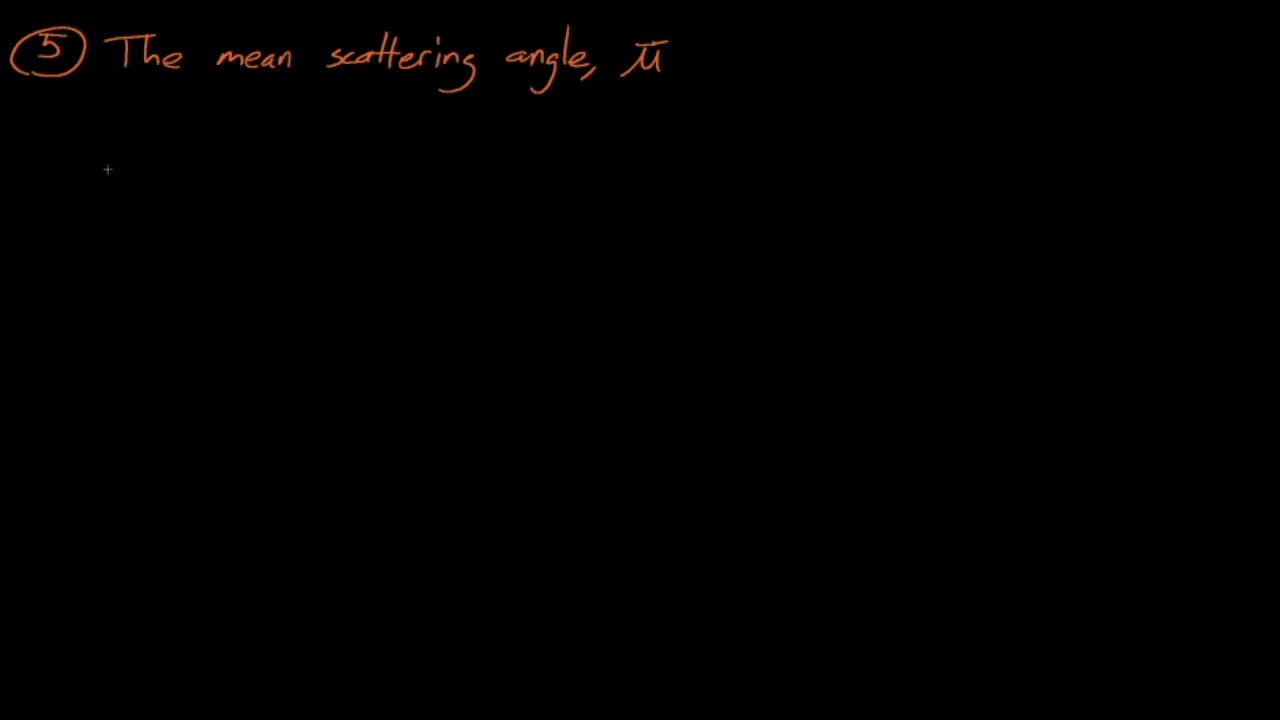 ⑤ The mean scattering angle, μ̄